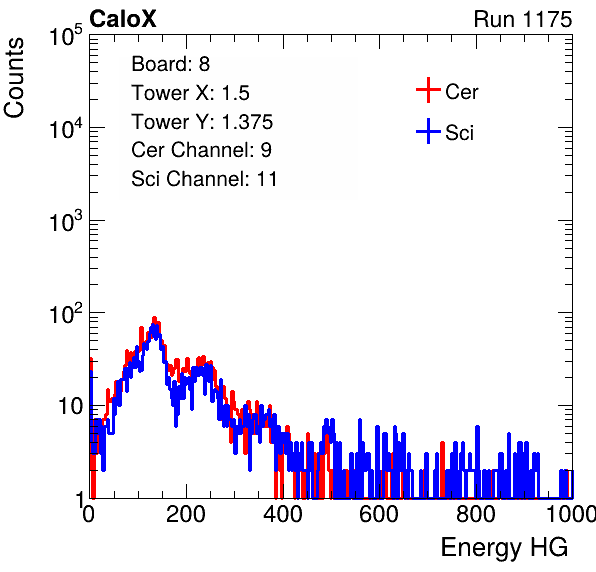 CaloX Run 1175
Counts
10^5
10^4
10^3
10^2
10
1
Board: 8
Tower X: 1.5
Tower Y: 1.375
Cer Channel: 9
Sci Channel: 11
Cer
Sci
0 200 400 600 800 1000
Energy HG